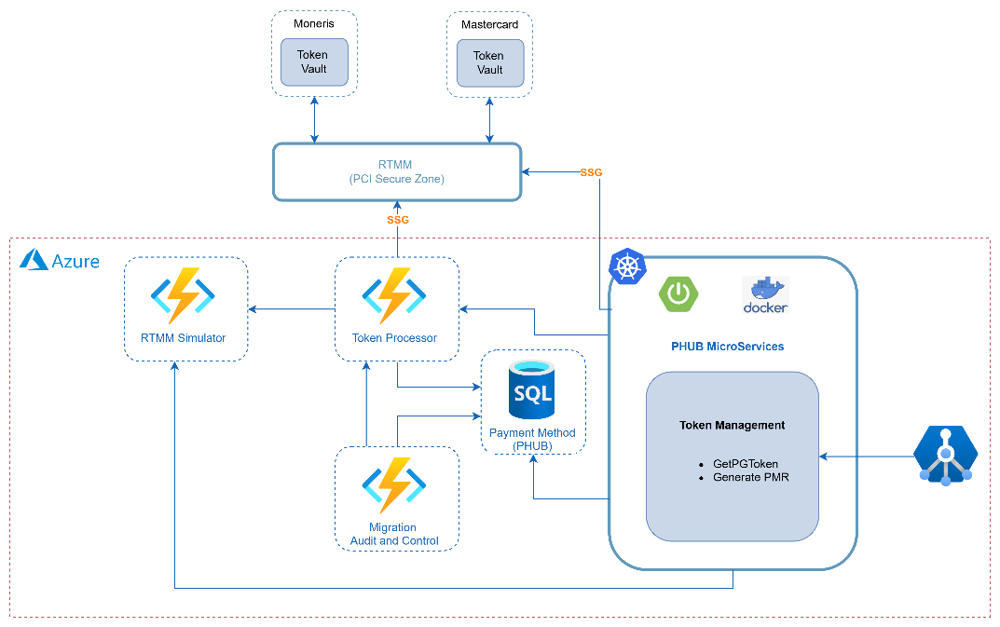 Moneris
Token
Vault
Mastercard
Token
Vault
RTMM
(PCI Secure Zone)
SSG
SSG
Azure
RTMM Simulator
Token Processor
docker
PHUB MicroServices
SQL
Payment Method
(PHUB)
Token Management
• GetPGToken
• Generate PMR
Migration
Audit and Control